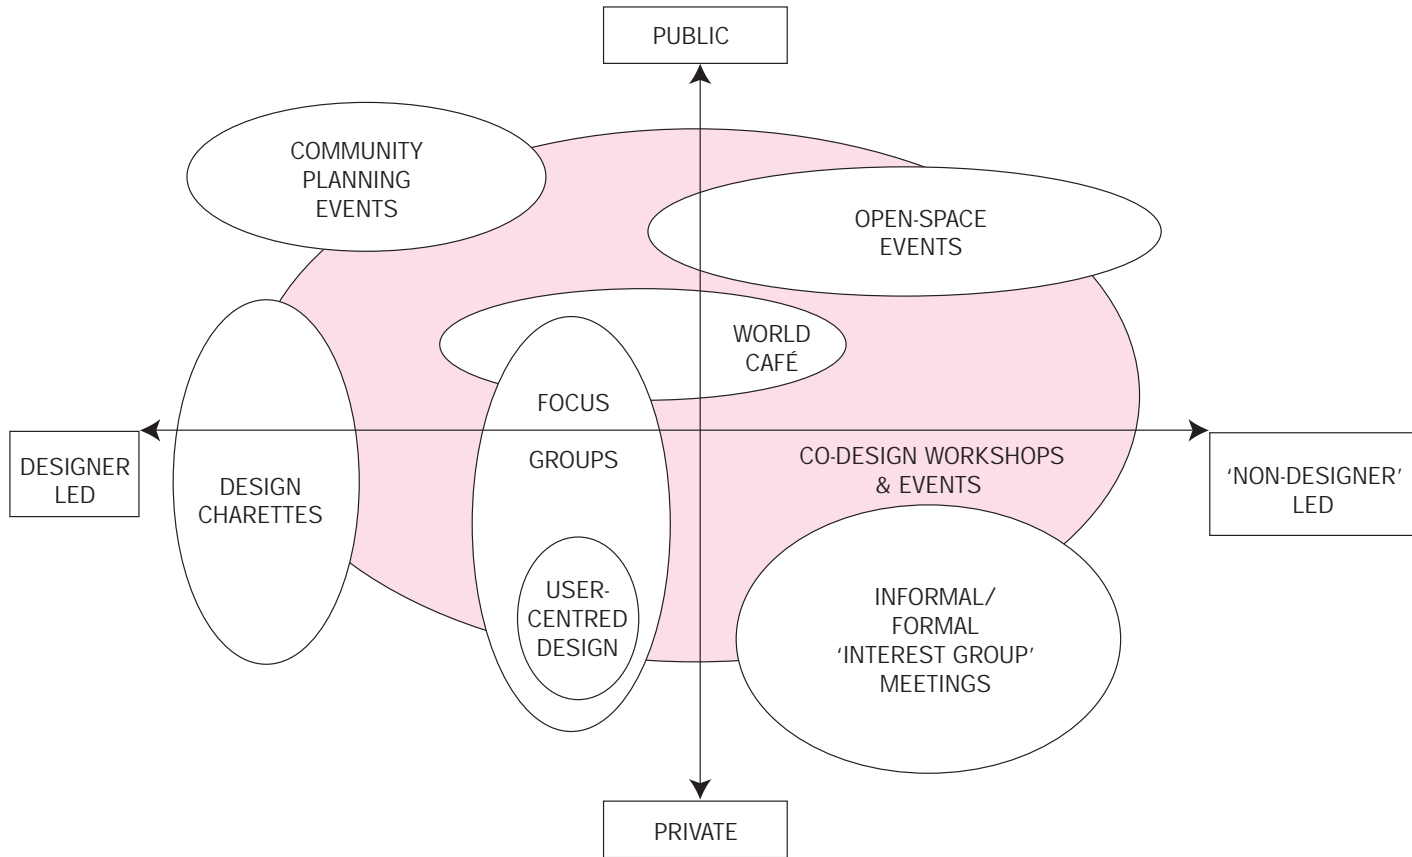 PUBLIC
COMMUNITY
PLANNING
EVENTS
OPEN-SPACE
EVENTS
WORLD
CAFÉ
FOCUS
GROUPS
DESIGNER
LED
DESIGN
CHARETTES
CO-DESIGN WORKSHOPS
& EVENTS
‘NON-DESIGNER’
LED
USER-
CENTRED
DESIGN
INFORMAL/
FORMAL
‘INTEREST GROUP’
MEETINGS
PRIVATE